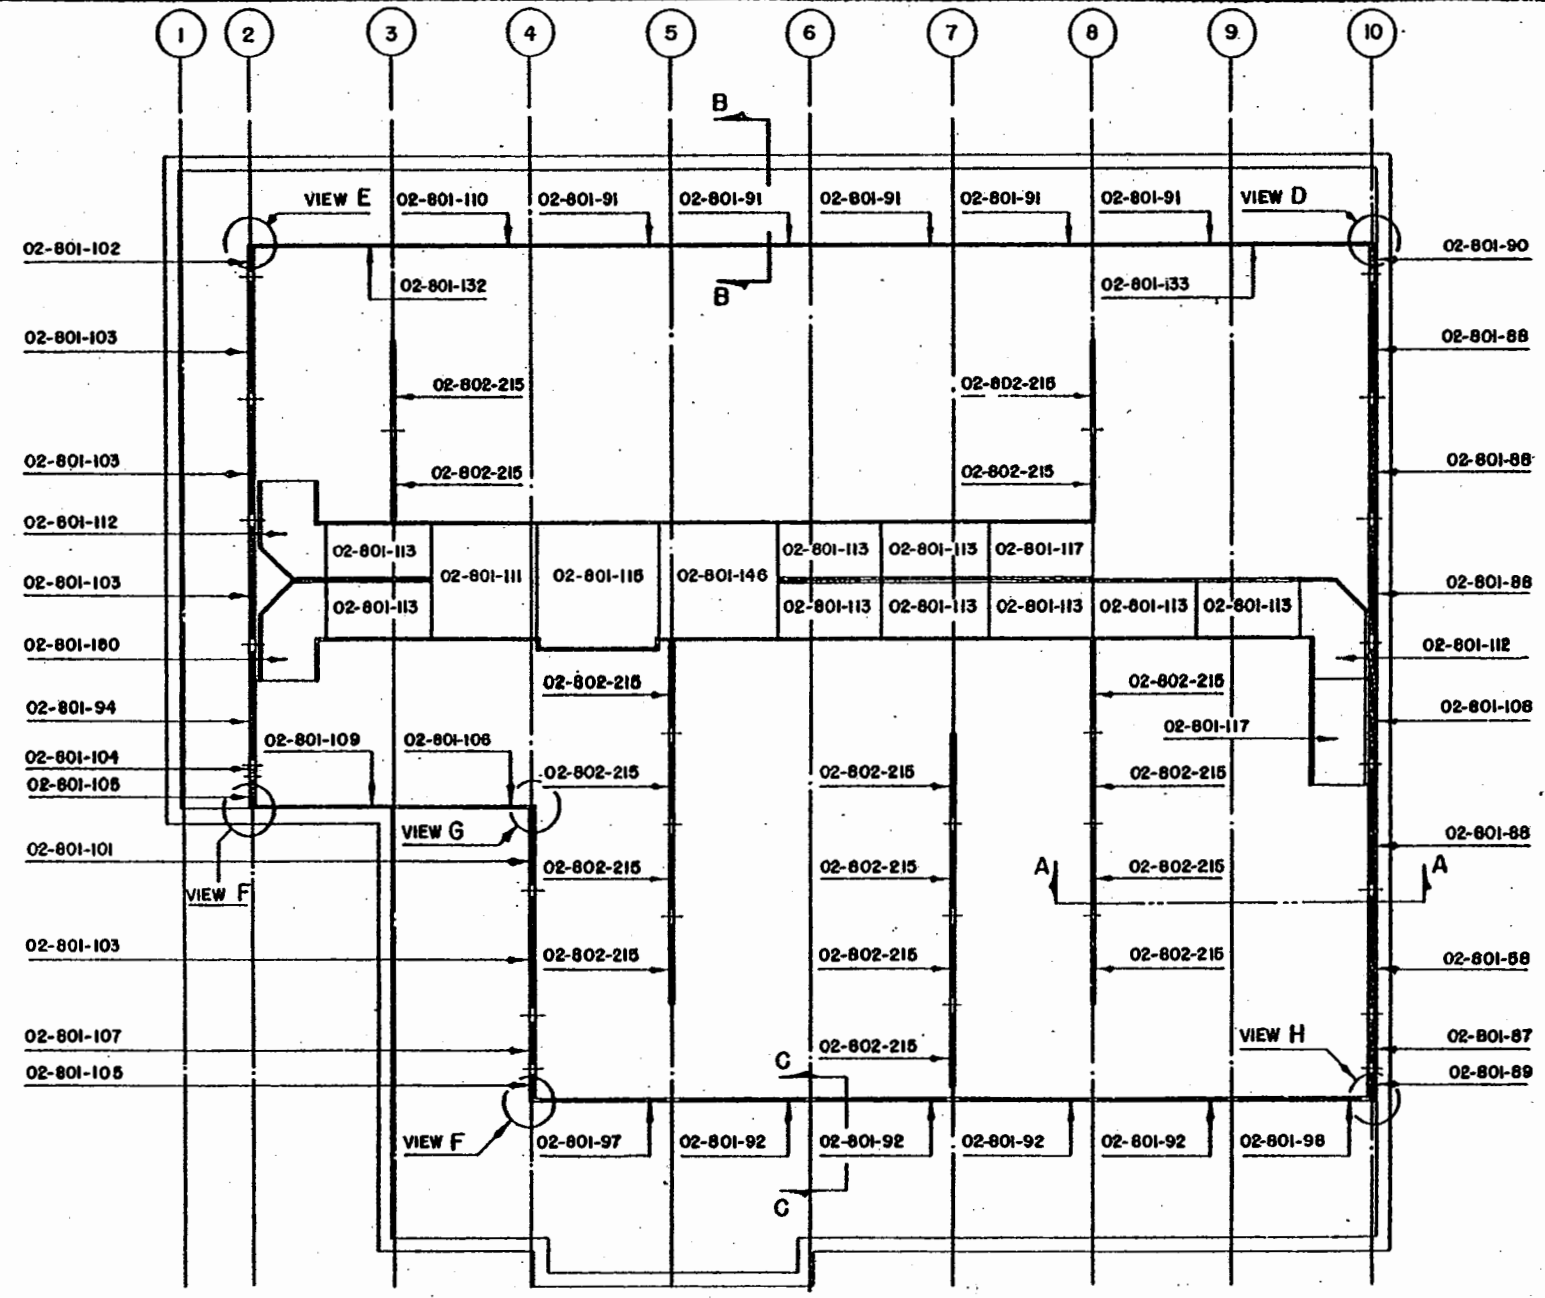 1 2 3 4 5 6 7 8 9 10
B
VIEW E 02-801-110 02-801-91 02-801-91 02-801-91 02-801-91 02-801-91 VIEW D
02-801-102 02-801-90
02-801-132 B 02-801-133
02-801-103 02-801-88
02-802-215 02-802-215
02-801-103 02-802-215 02-802-215 02-801-88
02-801-112
02-801-113 02-801-113 02-801-113 02-801-117
02-801-111 02-801-115 02-801-146
02-801-103 02-801-88
02-801-113 02-801-113 02-801-113 02-801-113 02-801-113 02-801-113
02-801-180 02-801-112
02-802-215 02-802-215
02-801-94 02-801-108
02-801-117
02-801-109 02-801-106
02-801-104
02-802-215 02-802-215 02-802-215
02-801-105
VIEW G 02-801-88
02-801-101
02-802-215 02-802-215 A 02-802-215 A
VIEW F
02-801-103 02-802-215 02-802-215 02-802-215 02-801-88
02-801-107 VIEW H 02-801-87
02-802-215
C
02-801-105 02-801-89
VIEW F 02-801-97 02-801-92 02-801-92 02-801-92 02-801-92 02-801-98
C